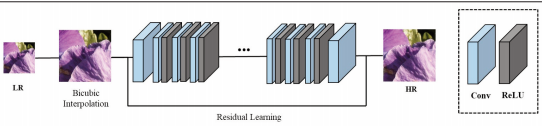 LR
Bicubic
Interpolation
...
HR
Conv ReLU
Residual Learning